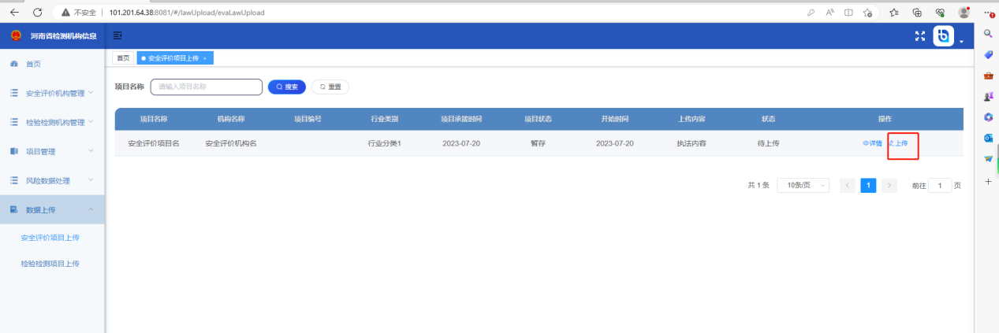 不安全 101.201.64.38:8081/#/lawUpload/evaLawUpload
河南省检测机构信息
首页 安全评价项目上传 ×
首页
安全评价机构管理
检验检测机构管理
项目管理
风险数据处理
数据上传
安全评价项目上传
检验检测项目上传
项目名称 请输入项目名称 搜索 重置
项目名称 机构名称 项目编号 行业类别 项目承接时间 项目状态 开始时间 上传内容 状态 操作
安全评价项目名 安全评价机构名 行业分类1 2023-07-20 暂存 2023-07-20 执法内容 待上传 详情 上传
共 1 条 10条/页 < 1 > 前往 1 页